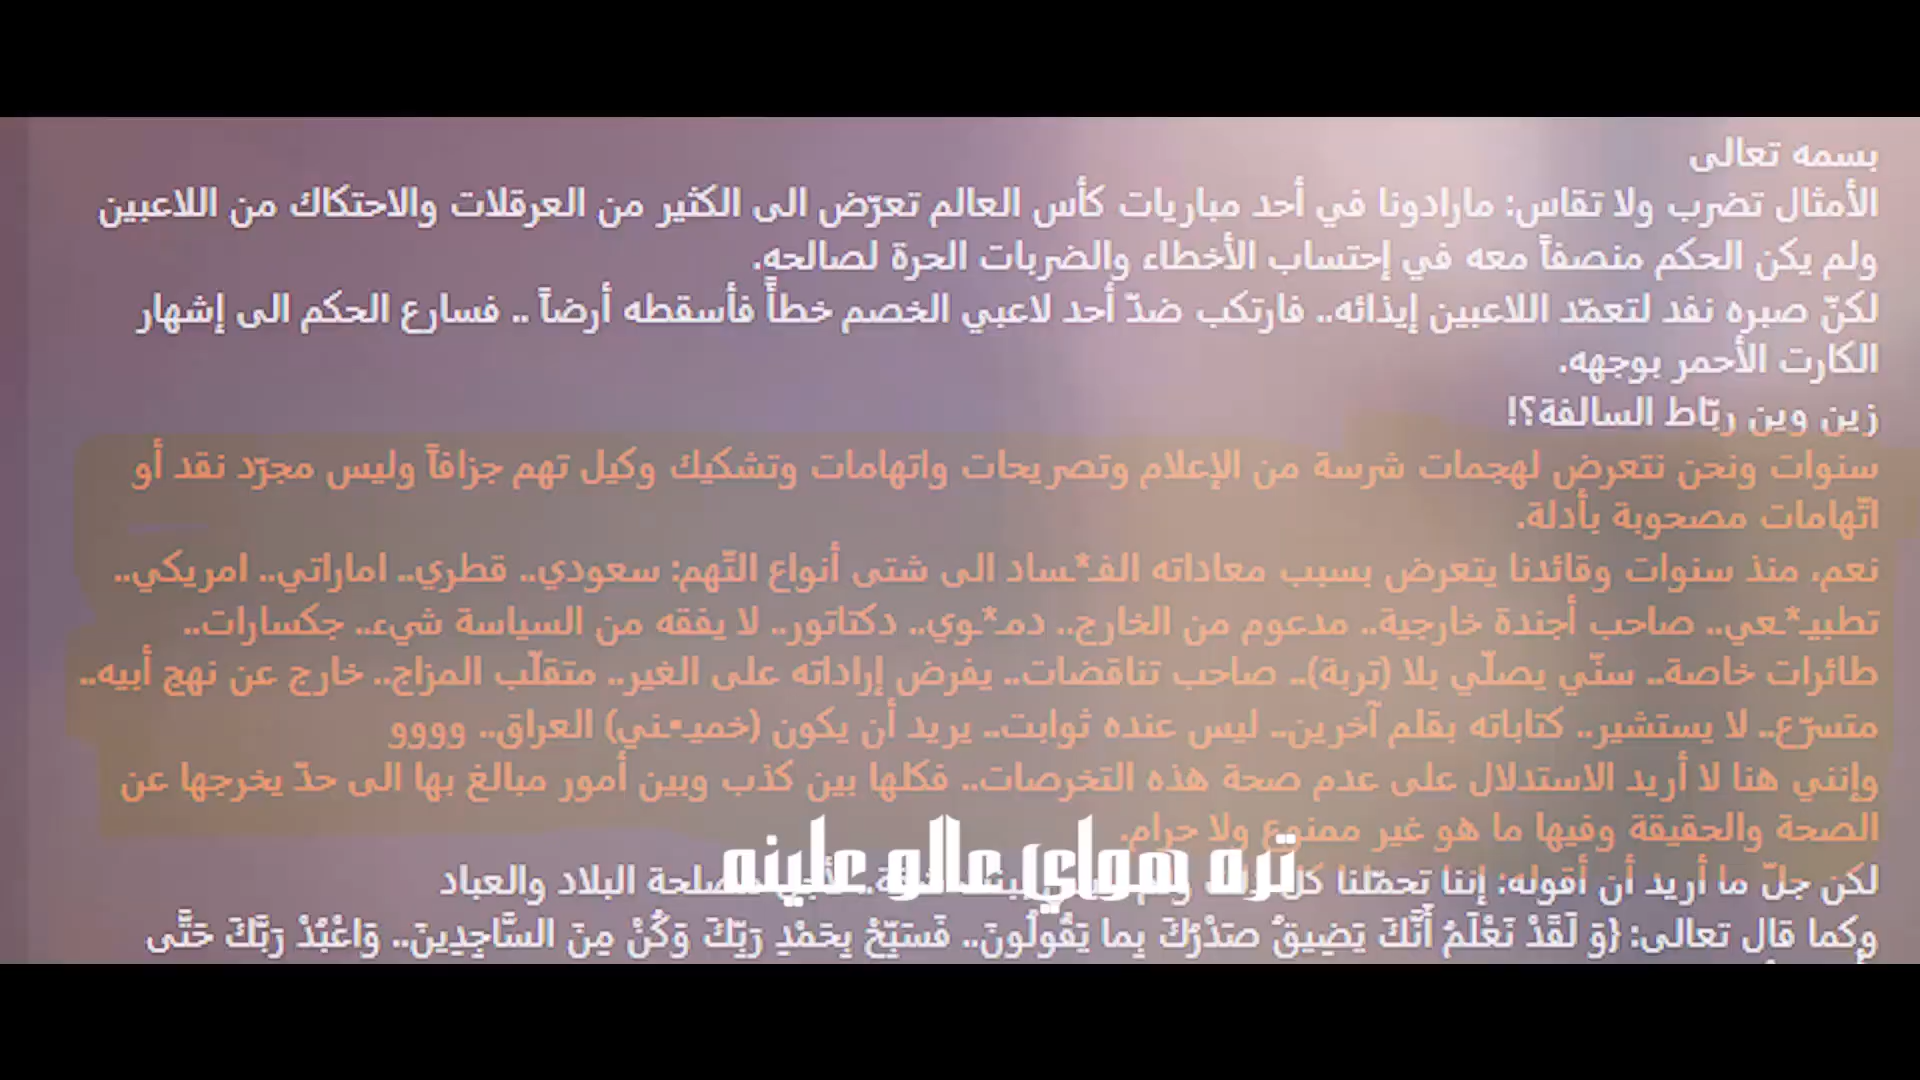 بسمه تعالى
الأمثال تضرب ولا تقاس: مارادونا في أحد مباريات كأس العالم تعرّض الى الكثير من العرقلات والاحتكاك من اللاعبين
ولم يكن الحكم منصفاً معه في إحتساب الأخطاء والضربات الحرة لصالحه.
لكنّ صبره نفد لتعمّد اللاعبين إيذائه.. فارتكب ضدّ أحد لاعبي الخصم خطأً فأسقطه أرضاً .. فسارع الحكم الى إشهار
الكارت الأحمر بوجهه.
زين وين ربّاط السالفة؟!
سنوات ونحن نتعرض لهجمات شرسة من الإعلام وتصريحات واتهامات وتشكيك وكيل تهم جزافاً وليس مجرّد نقد أو
اتّهامات مصحوبة بأدلة.
نعم، منذ سنوات وقائدنا يتعرض بسبب معاداته الفـ*ـساد الى شتى أنواع التّهم: سعودي.. قطري.. اماراتي.. امريكي..
تطبيـ*ـعي.. صاحب أجندة خارجية.. مدعوم من الخارج.. دمـ*ـوي.. دكتاتور.. لا يفقه من السياسة شيء.. جكسارات..
طائرات خاصة.. سنّي يصلّي بلا (تربة).. صاحب تناقضات.. يفرض إراداته على الغير.. متقلّب المزاج.. خارج عن نهج أبيه..
متسرّع.. لا يستشير.. كتاباته بقلم آخرين.. ليس عنده ثوابت.. يريد أن يكون (خميـ*ـني) العراق.. وووو
وإنني هنا لا أريد الاستدلال على عدم صحة هذه التخرصات.. فكلها بين كذب وبين أمور مبالغ بها الى حدّ يخرجها عن
الصحة والحقيقة وفيها ما هو غير ممنوع ولا حرام.
تره هواي عالو علينه
لكن جلّ ما أريد أن أقوله: إننا تحمّلنا البلاد والعباد
وكما قال تعالى: {وَ لَقَدْ نَعْلَمُ أَنَّكَ يَضِيقُ صَدْرُكَ بِما يَقُولُونَ.. فَسَبِّحْ بِحَمْدِ رَبِّكَ وَكُنْ مِنَ السَّاجِدِينَ.. وَاعْبُدْ رَبَّكَ حَتَّى